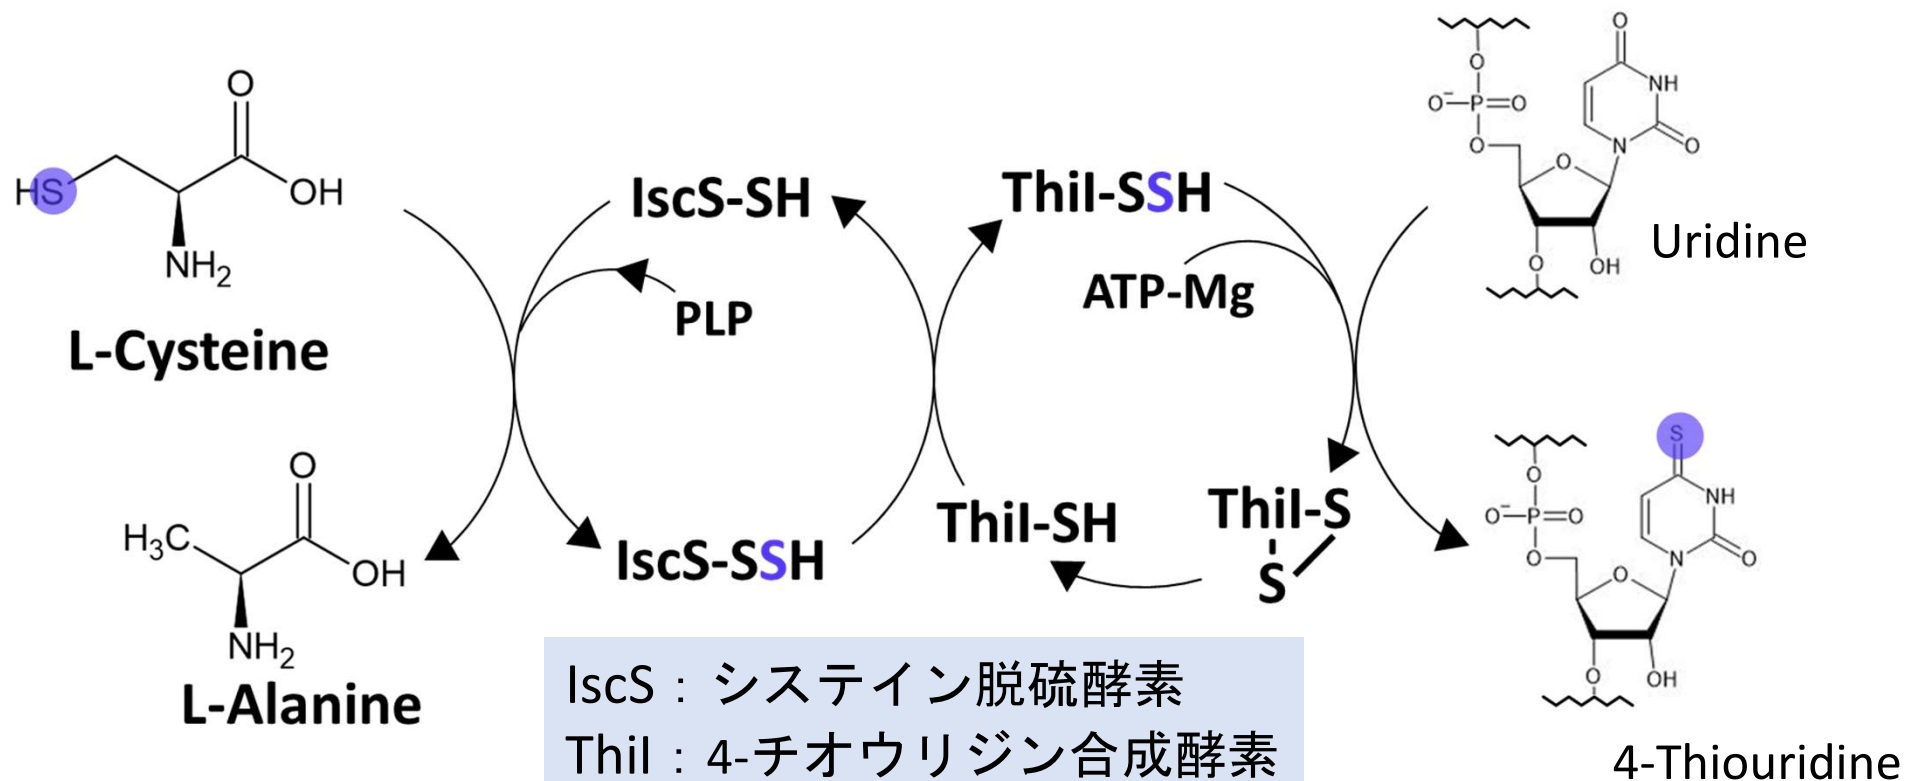 O
HS
OH
NH2
L-Cysteine
O
H3C
OH
NH2
L-Alanine
IscS-SH
PLP
IscS-SSH
ThiI-SSH
ATP-Mg
ThiI-SH
ThiI-S
S
O
O
NH
O⁻-P=O
O
O
N
O
O
OH
Uridine
S
O
NH
O⁻-P=O
O
O
N
O
O
OH
4-Thiouridine
IscS：システイン脱硫酵素
ThiI：4-チオウリジン合成酵素